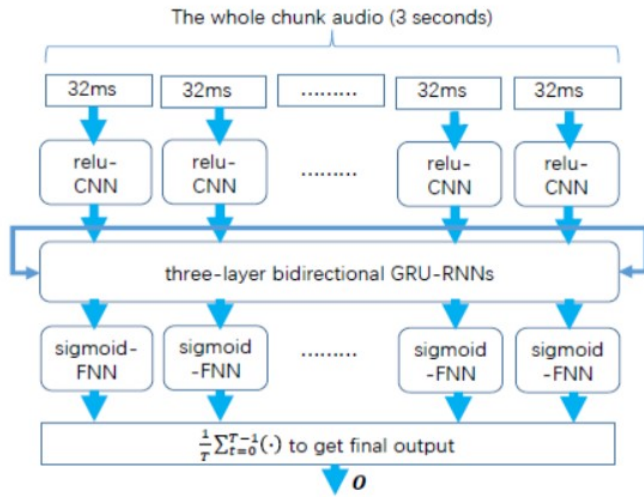 The whole chunk audio (3 seconds)
32ms 32ms ......... 32ms 32ms
relu- relu- relu- relu-
CNN CNN ......... CNN CNN
three-layer bidirectional GRU-RNNs
sigmoid- sigmoid ......... sigmoid sigmoid
FNN -FNN -FNN -FNN
1/T ∑_{t=0}^{T−1}(·) to get final output
O